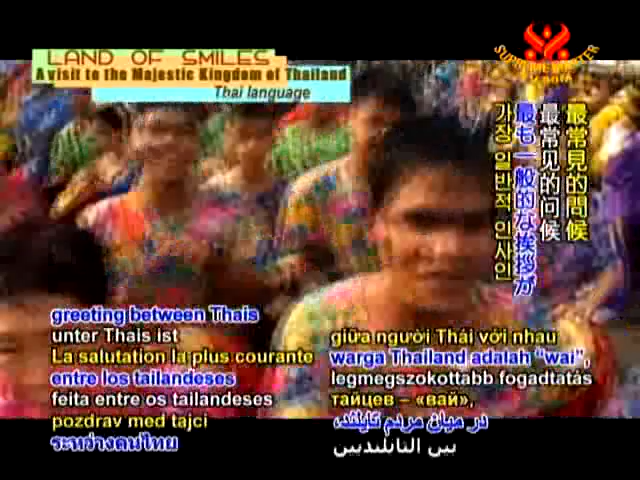 LAND OF SMILES
A visit to the Majestic Kingdom of Thailand
Thai language
SUPREME MASTER
最常見的問候
最常见的问候
最も一般的な挨拶が
가장 일반적 인사인
greeting between Thais
unter Thais ist
La salutation la plus courante
entre los tailandeses
feita entre os tailandeses
pozdrav med tajci
ระหว่างคนไทย
giữa người Thái với nhau
warga Thailand adalah "wai",
legmegszokottabb fogadtatás
тайцев – «вай»,
در میان مردم تایلند،
بين التايلنديين